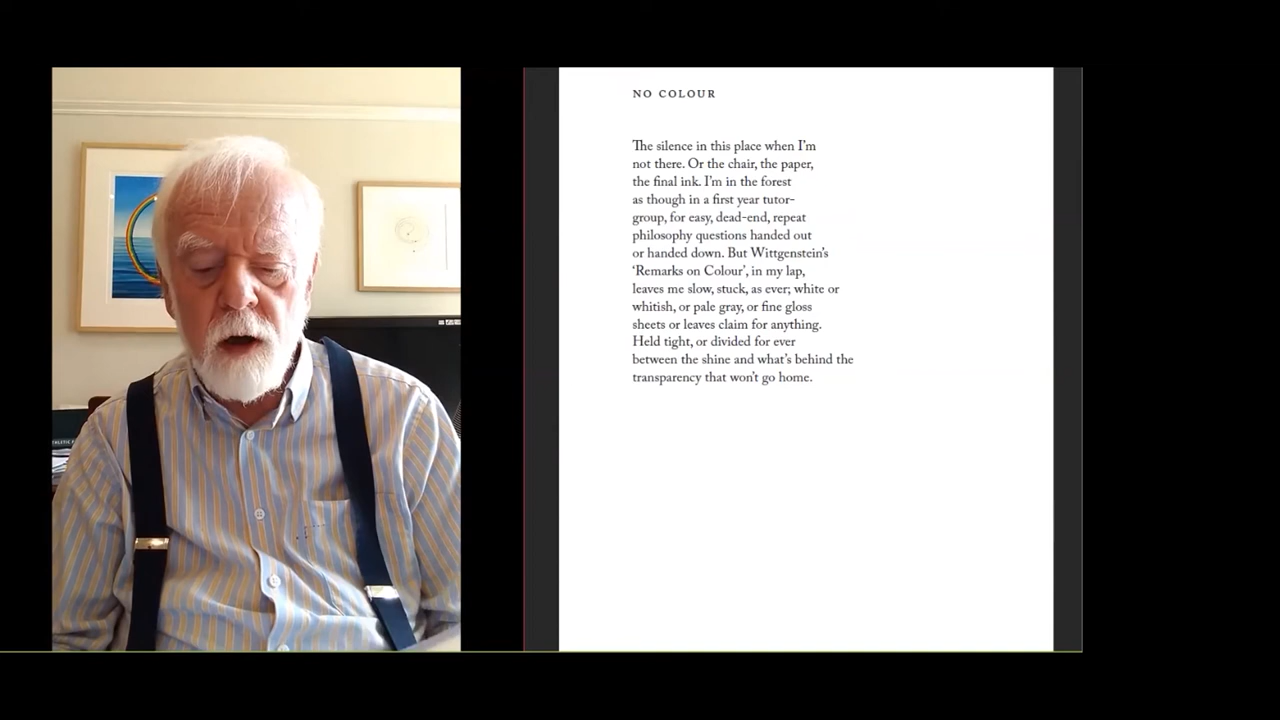 NO COLOUR
The silence in this place when I’m
not there. Or the chair, the paper,
the final ink. I’m in the forest
as though in a first year tutor-
group, for easy, dead-end, repeat
philosophy questions handed out
or handed down. But Wittgenstein’s
‘Remarks on Colour’, in my lap,
leaves me slow, stuck, as ever; white or
whitish, or pale gray, or fine gloss
sheets or leaves claim for anything.
Held tight, or divided for ever
between the shine and what’s behind the
transparency that won’t go home.